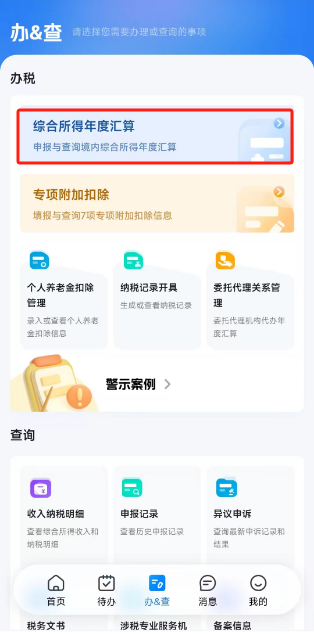 办&查
请选择您需要办理或查询的事项
办税
综合所得年度汇算
申报与查询境内综合所得年度汇算
专项附加扣除
填报与查询7项专项附加扣除信息
个人养老金扣除
管理
录入或查看个人养老
金扣除信息
纳税记录开具
生成或查看纳税记录
委托代理关系管
理
委托代理机构代办年
度汇算
警示案例
查询
收入纳税明细
查看综合所得收入和
纳税明细
申报记录
查看历史申报记录
异议申诉
查询最新申诉记录和
结果
首页
待办
办&查
消息
我的
税务文书
涉税专业服务机
备案信息